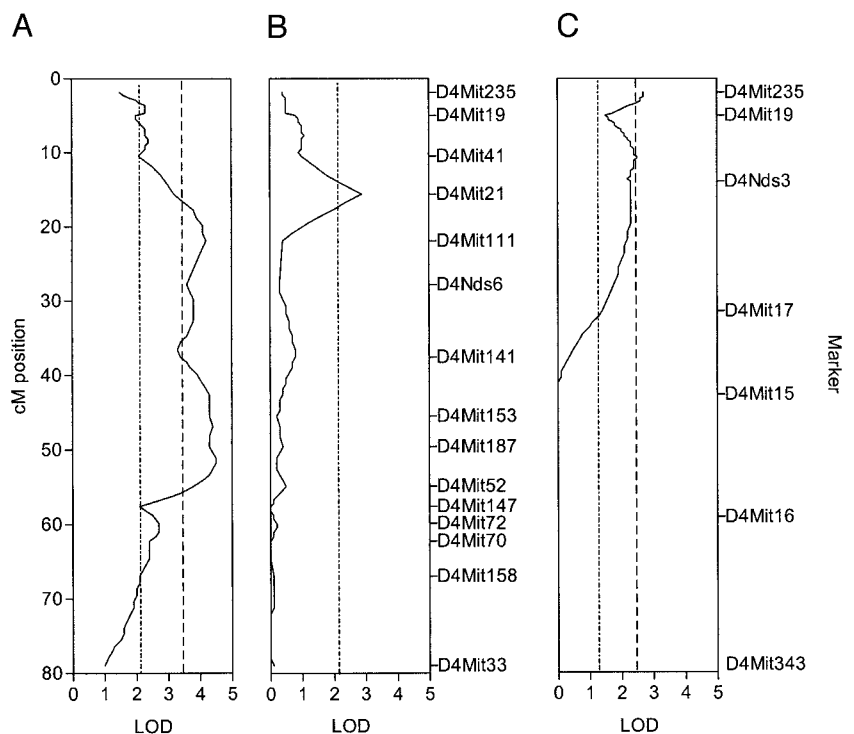 A
B
C
cM position
0
10
20
30
40
50
60
70
80
0 1 2 3 4 5
LOD
0 1 2 3 4 5
LOD
D4Mit235
D4Mit19
D4Mit41
D4Mit21
D4Mit111
D4Nds6
D4Mit141
D4Mit153
D4Mit187
D4Mit52
D4Mit147
D4Mit72
D4Mit70
D4Mit158
D4Mit33
0 1 2 3 4 5
LOD
D4Mit235
D4Mit19
D4Nds3
D4Mit17
D4Mit15
D4Mit16
D4Mit343
Marker